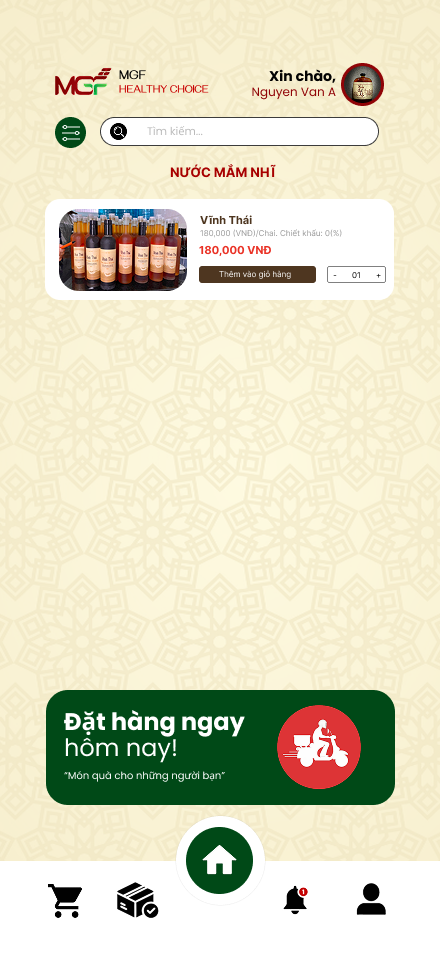 MGF
MGF
HEALTHY CHOICE
Xin chào,
Nguyen Van A
Tìm kiếm...
NƯỚC MẮM NHĨ
Vĩnh Thái
180,000 (VNĐ)/Chai. Chiết khấu: 0(%)
180,000 VNĐ
Thêm vào giỏ hàng
- 01 +
Đặt hàng ngay
hôm nay!
“Món quà cho những người bạn”
1